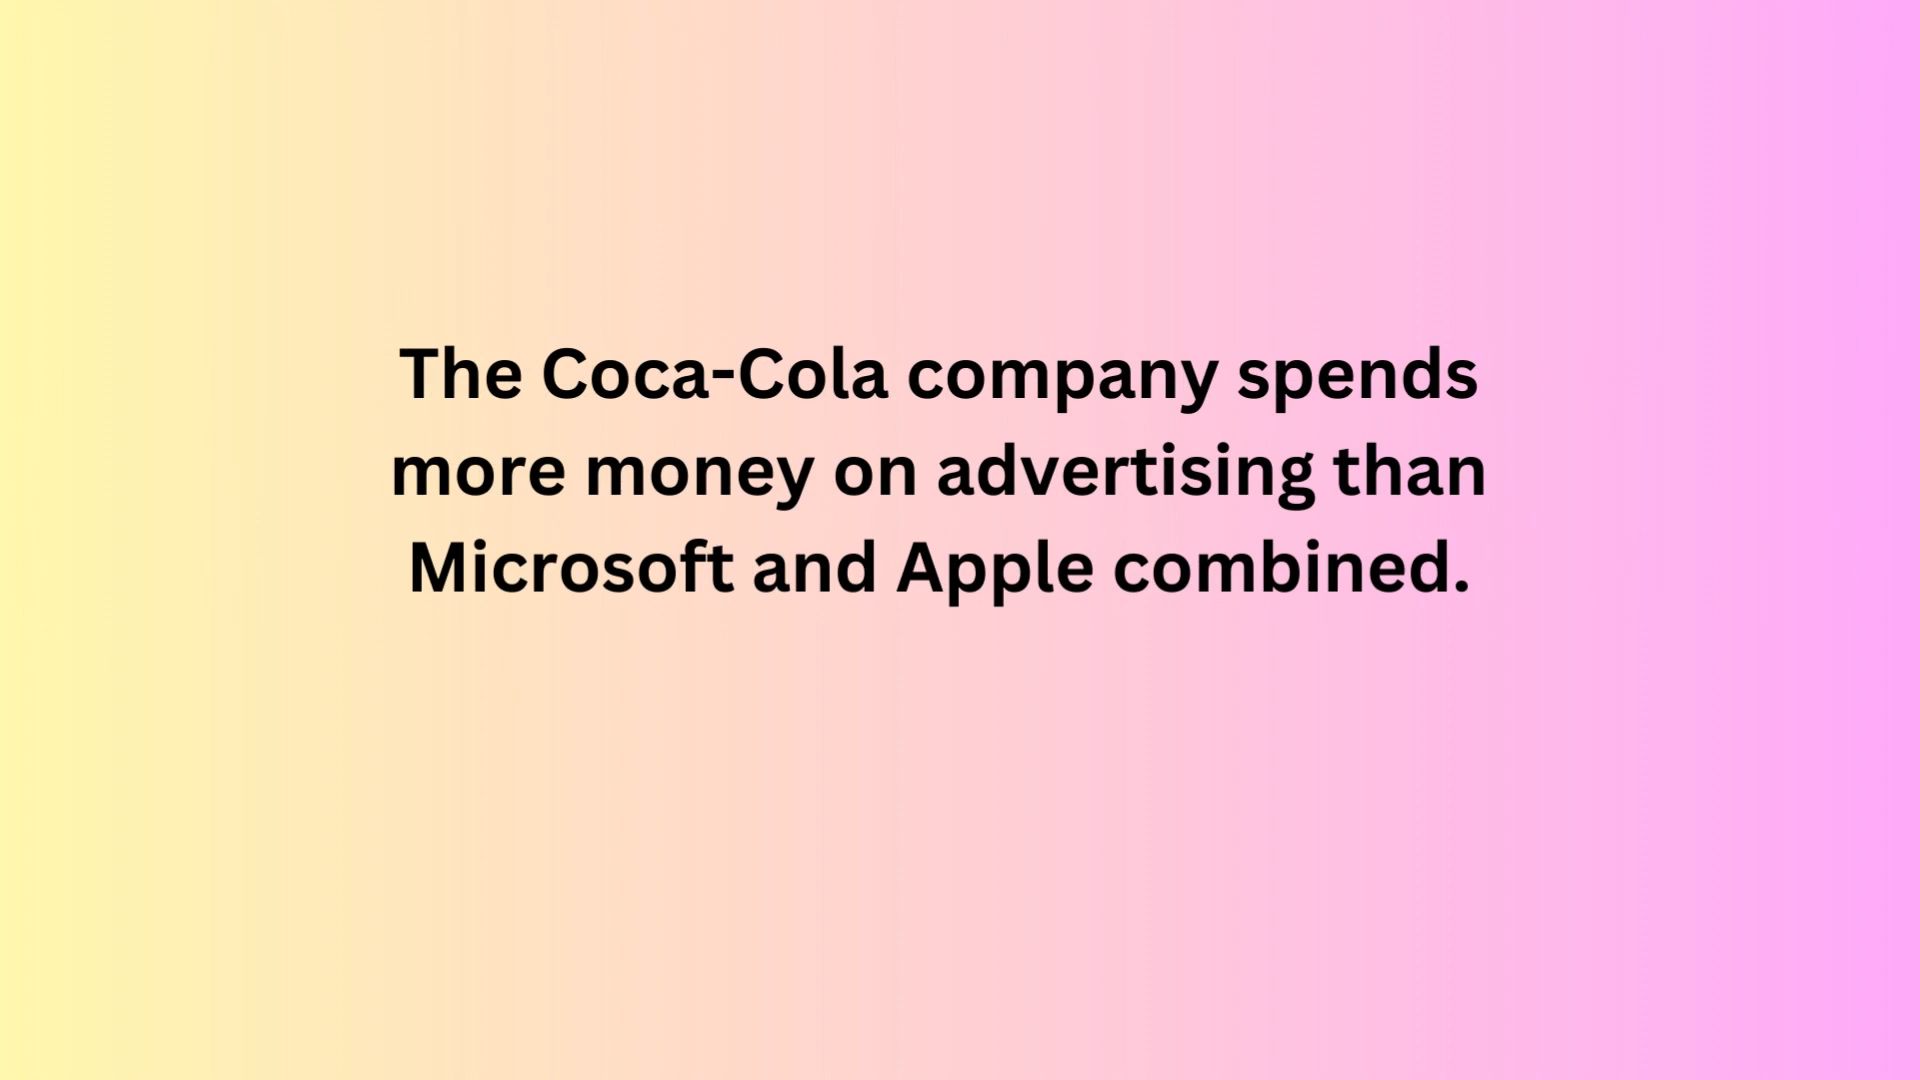 The Coca-Cola company spends
more money on advertising than
Microsoft and Apple combined.